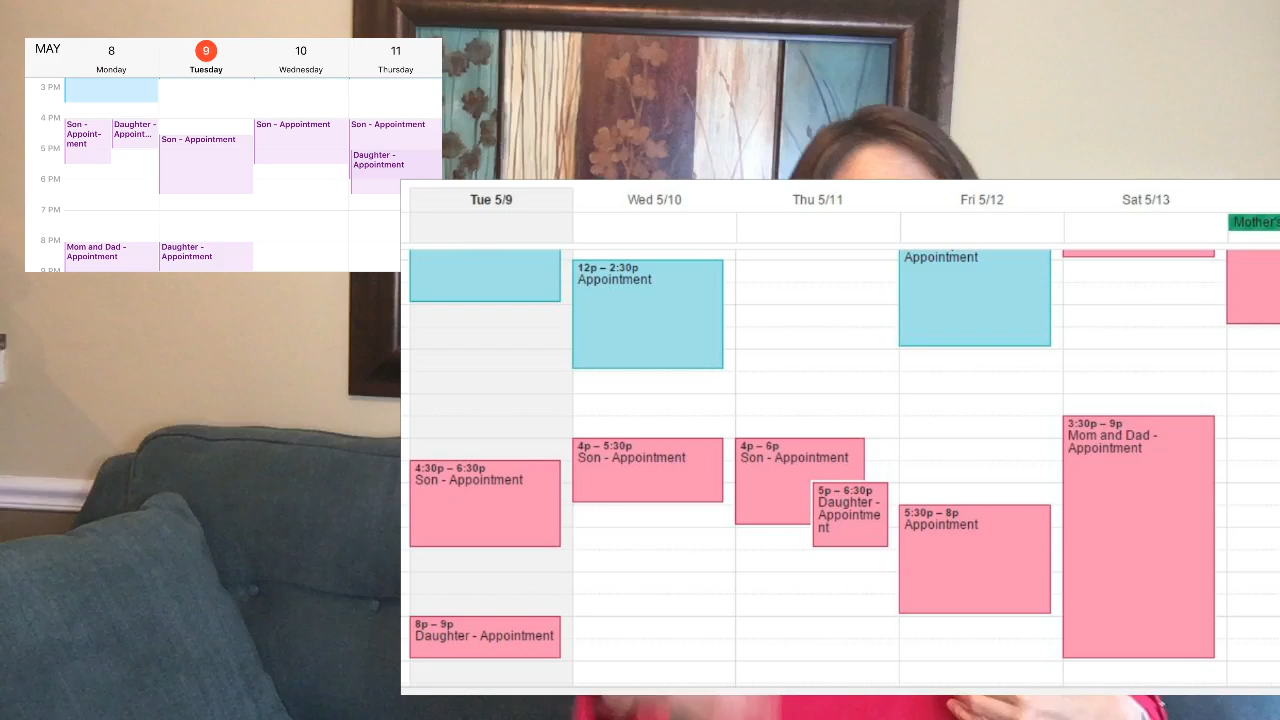 MAY
8
9
10
11
Monday
Tuesday
Wednesday
Thursday
3 PM
4 PM
5 PM
6 PM
7 PM
8 PM
9 PM
Son -
Appoint-
ment
Daughter -
Appoint...
Son - Appointment
Son - Appointment
Son - Appointment
Daughter -
Appointment
Mom and Dad -
Appointment
Daughter -
Appointment
Tue 5/9
Wed 5/10
Thu 5/11
Fri 5/12
Sat 5/13
Mother's
12p – 2:30p
Appointment
Appointment
4:30p – 6:30p
Son - Appointment
8p – 9p
Daughter - Appointment
4p – 5:30p
Son - Appointment
4p – 6p
Son - Appointment
5p – 6:30p
Daughter -
Appointme
nt
5:30p – 8p
Appointment
3:30p – 9p
Mom and Dad -
Appointment